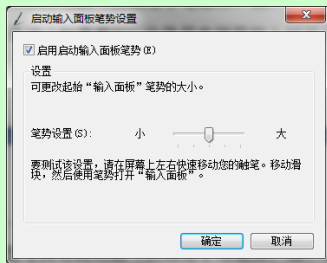 启动输入面板笔势设置
启用启动输入面板笔势(E)
设置
可更改起始“输入面板”笔势的大小。
笔势设置(S): 小 大
要测试该设置，请在屏幕上左右快速移动您的触笔。移动滑
块，然后使用笔势打开“输入面板”。
确定 取消